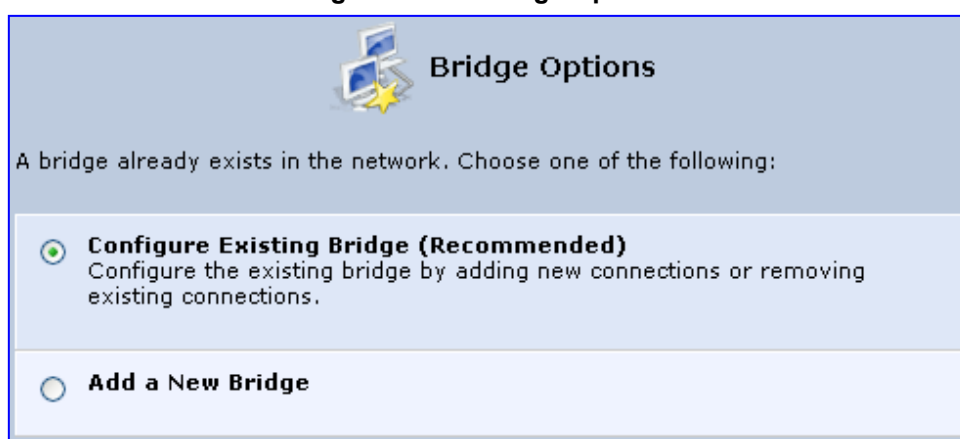 Bridge Options
A bridge already exists in the network. Choose one of the following:
Configure Existing Bridge (Recommended)
Configure the existing bridge by adding new connections or removing
existing connections.
Add a New Bridge